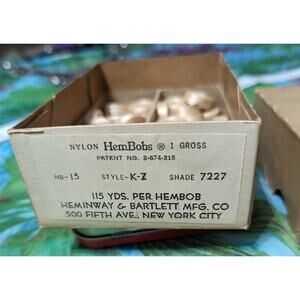 NYLON HemBobs ® 1 GROSS
PATENT NO. 2-674-215
HB-15 STYLE-K-Z SHADE 7227
115 YDS. PER HEMBOB
HEMINWAY & BARTLETT MFG. CO
500 FIFTH AVE., NEW YORK CITY